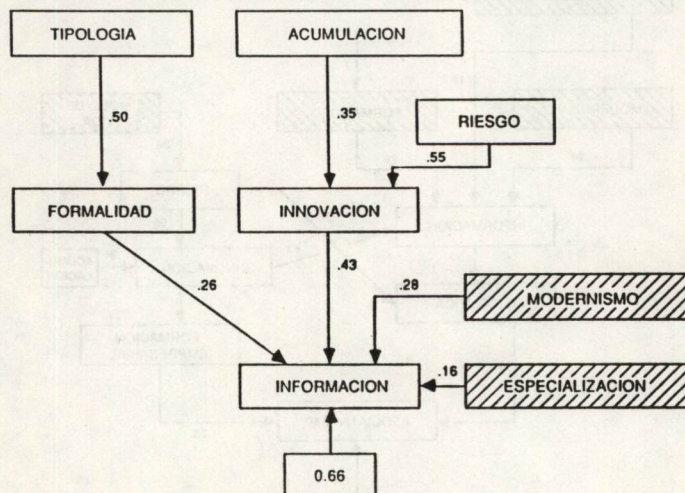 TIPOLOGIA
ACUMULACION
.50
.35
RIESGO
.55
FORMALIDAD
INNOVACION
.26
.43
.28
MODERNISMO
.16
INFORMACION
ESPECIALIZACION
0.66